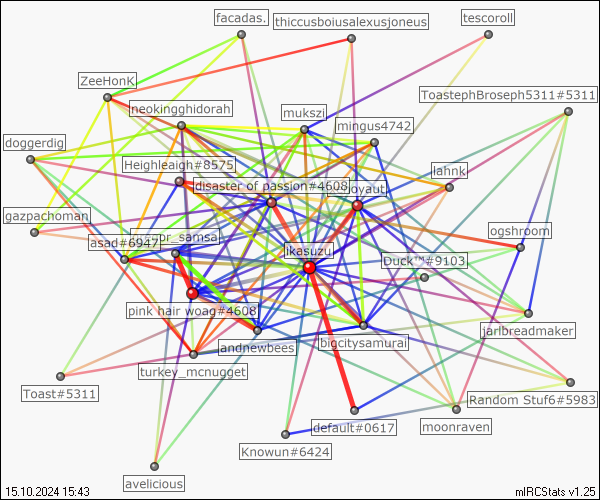 facadas.
thiccusboiusalexusjoneus
tescoroll
ZeeHonK
ToastephBroseph5311#5311
neokingghidorah
mukszi
mingus4742
doggerdig
Heighleaigh#8575
lahnk
disaster of passion#4608
oyaut
gazpachoman
asad#6947
r_samsa
ikasuzu
ogshroom
Duck™#9103
pink hair woag#4608
andnewbees
bigcitysamurai
jarlbreadmaker
turkey_mcnugget
Toast#5311
Random Stuf6#5983
default#0617
moonraven
Knowun#6424
avelicious
15.10.2024 15:43
mIRCStats v1.25